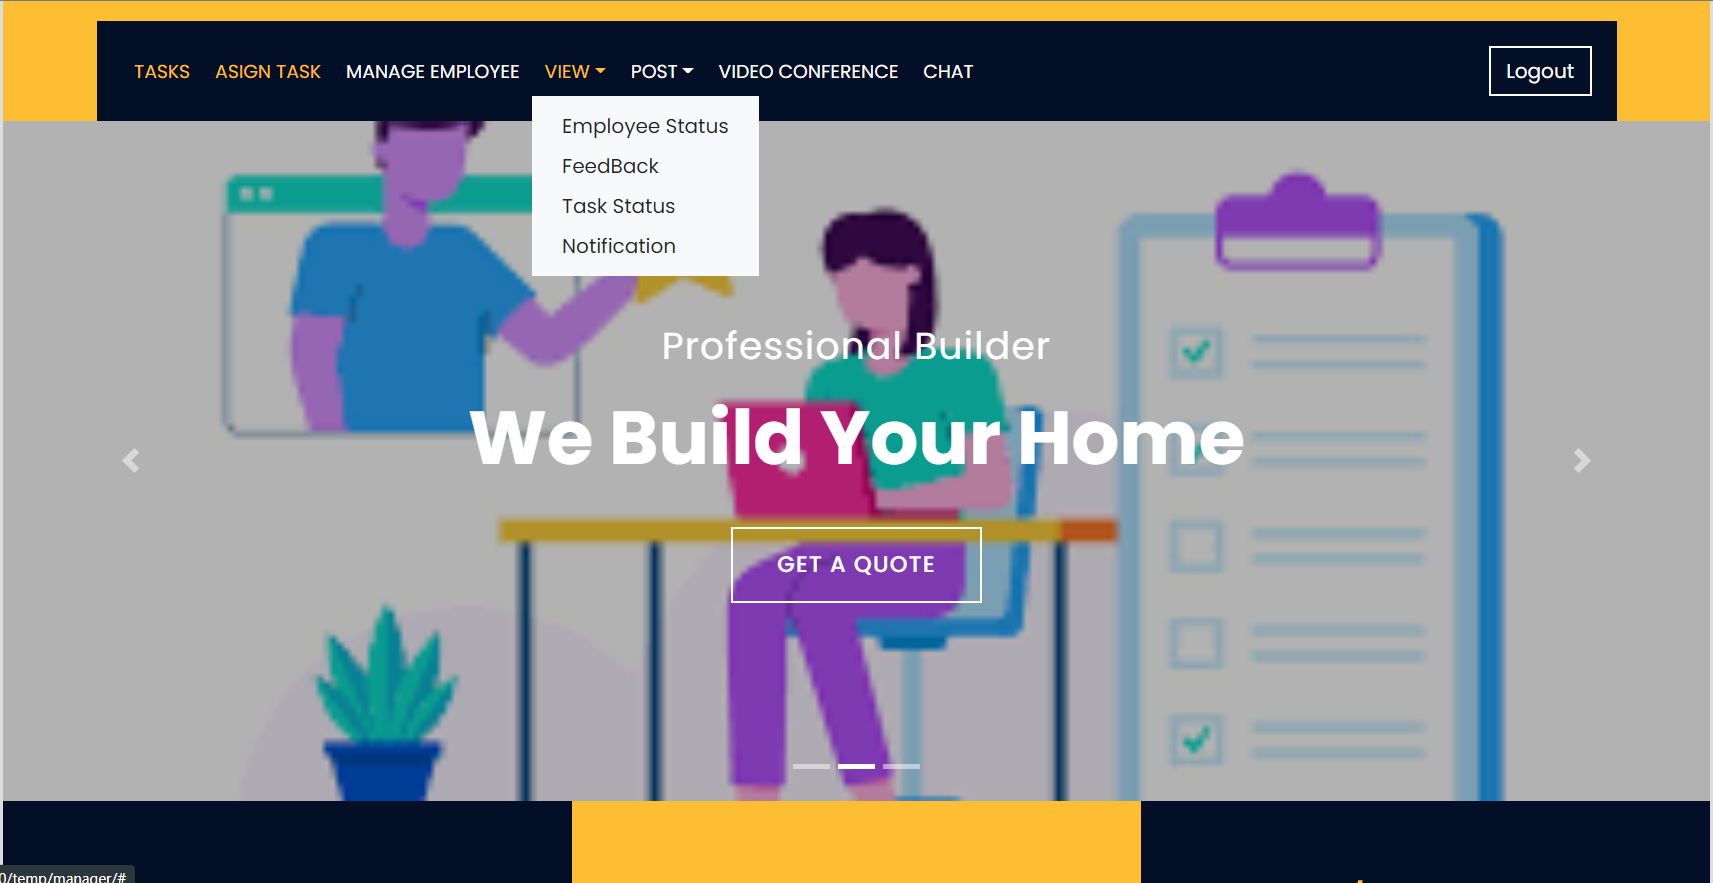 TASKS ASIGN TASK MANAGE EMPLOYEE VIEW POST VIDEO CONFERENCE CHAT Logout
Employee Status
FeedBack
Task Status
Notification
Professional Builder
We Build Your Home
GET A QUOTE
0/temp/manager/#